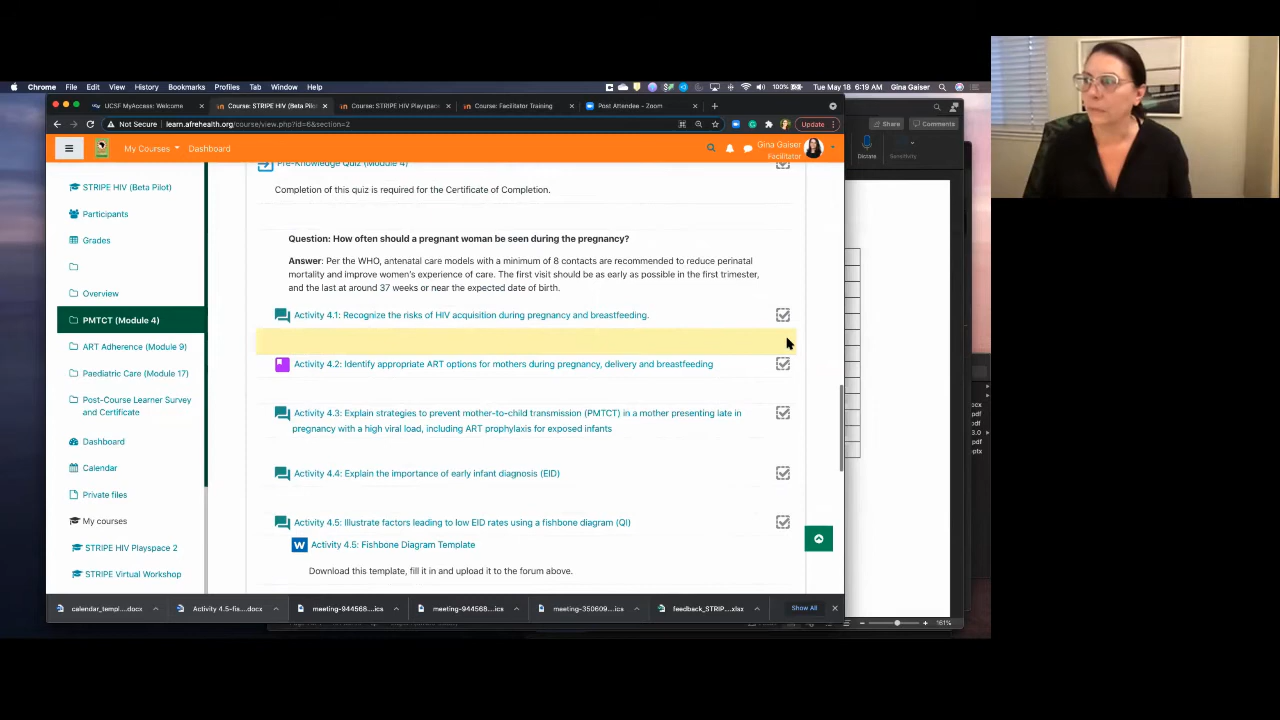 Chrome File Edit View History Bookmarks Profiles Tab Window Help
100% Tue May 18 6:19 AM Gina Gaiser
UCSF MyAccess: Welcome
Course: STRIPE HIV (Beta Pilo
Course: STRIPE HIV Playspace
Course: Facilitator Training
Post Attendee - Zoom
Not Secure learn.afrehealth.org/course/view.php?id=6&section=2
Update
Share Comments
Dictate Sensitivity
My Courses Dashboard
Gina Gaiser
Facilitator
Pre-Knowledge Quiz (Module 4)
Completion of this quiz is required for the Certificate of Completion.
Question: How often should a pregnant woman be seen during the pregnancy?
Answer: Per the WHO, antenatal care models with a minimum of 8 contacts are recommended to reduce perinatal
mortality and improve women's experience of care. The first visit should be as early as possible in the first trimester,
and the last at around 37 weeks or near the expected date of birth.
Activity 4.1: Recognize the risks of HIV acquisition during pregnancy and breastfeeding.
Activity 4.2: Identify appropriate ART options for mothers during pregnancy, delivery and breastfeeding
Activity 4.3: Explain strategies to prevent mother-to-child transmission (PMTCT) in a mother presenting late in
pregnancy with a high viral load, including ART prophylaxis for exposed infants
Activity 4.4: Explain the importance of early infant diagnosis (EID)
Activity 4.5: Illustrate factors leading to low EID rates using a fishbone diagram (QI)
W Activity 4.5: Fishbone Diagram Template
Download this template, fill it in and upload it to the forum above.
STRIPE HIV (Beta Pilot)
Participants
Grades
Overview
PMTCT (Module 4)
ART Adherence (Module 9)
Paediatric Care (Module 17)
Post-Course Learner Survey
and Certificate
Dashboard
Calendar
Private files
My courses
STRIPE HIV Playspace 2
STRIPE Virtual Workshop
ocx
pdf
pdf
3.0
pptx
calendar_templ....docx
Activity 4.5-fis....docx
meeting-944568....ics
meeting-944568....ics
meeting-350609....ics
feedback_STRIP....xlsx
Show All
161%